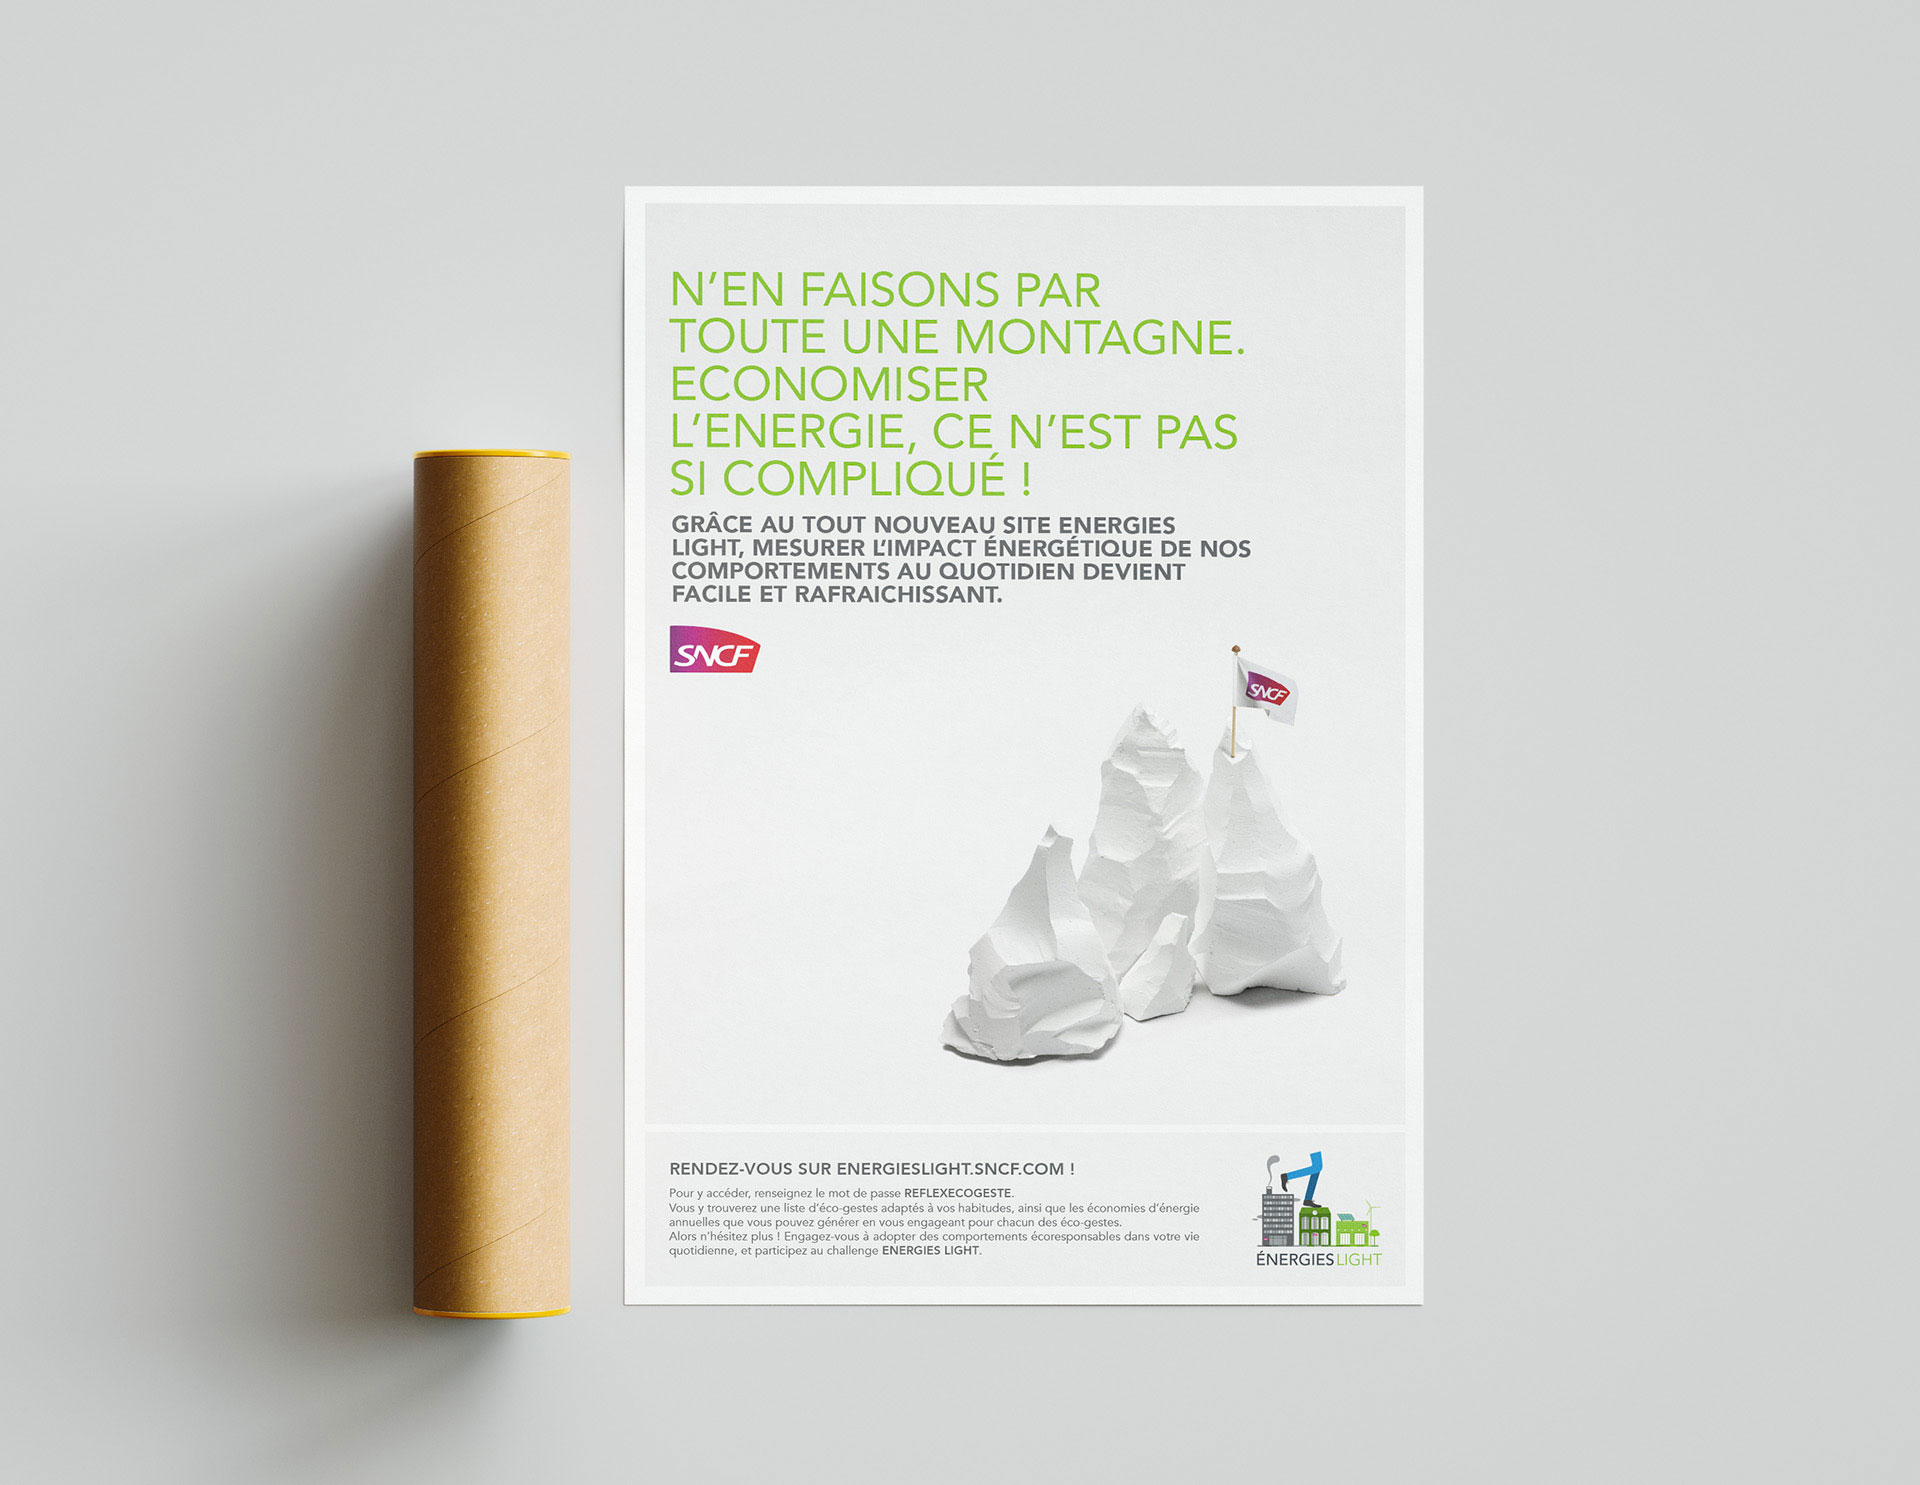 N’EN FAISONS PAR
TOUTE UNE MONTAGNE.
ECONOMISER
L’ENERGIE, CE N’EST PAS
SI COMPLIQUÉ !
GRÂCE AU TOUT NOUVEAU SITE ENERGIES
LIGHT, MESURER L’IMPACT ÉNERGÉTIQUE DE NOS
COMPORTEMENTS AU QUOTIDIEN DEVIENT
FACILE ET RAFRAICHISSANT.
SNCF
SNCF
RENDEZ-VOUS SUR ENERGIESLIGHT.SNCF.COM !
Pour y accéder, renseignez le mot de passe REFLEXECOGESTE.
Vous y trouverez une liste d’éco-gestes adaptés à vos habitudes, ainsi que les économies d’énergie
annuelles que vous pouvez générer en vous engageant pour chacun des éco-gestes.
Alors n’hésitez plus ! Engagez-vous à adopter des comportements écoresponsables dans votre vie
quotidienne, et participez au challenge ENERGIES LIGHT.
ÉNERGIES LIGHT